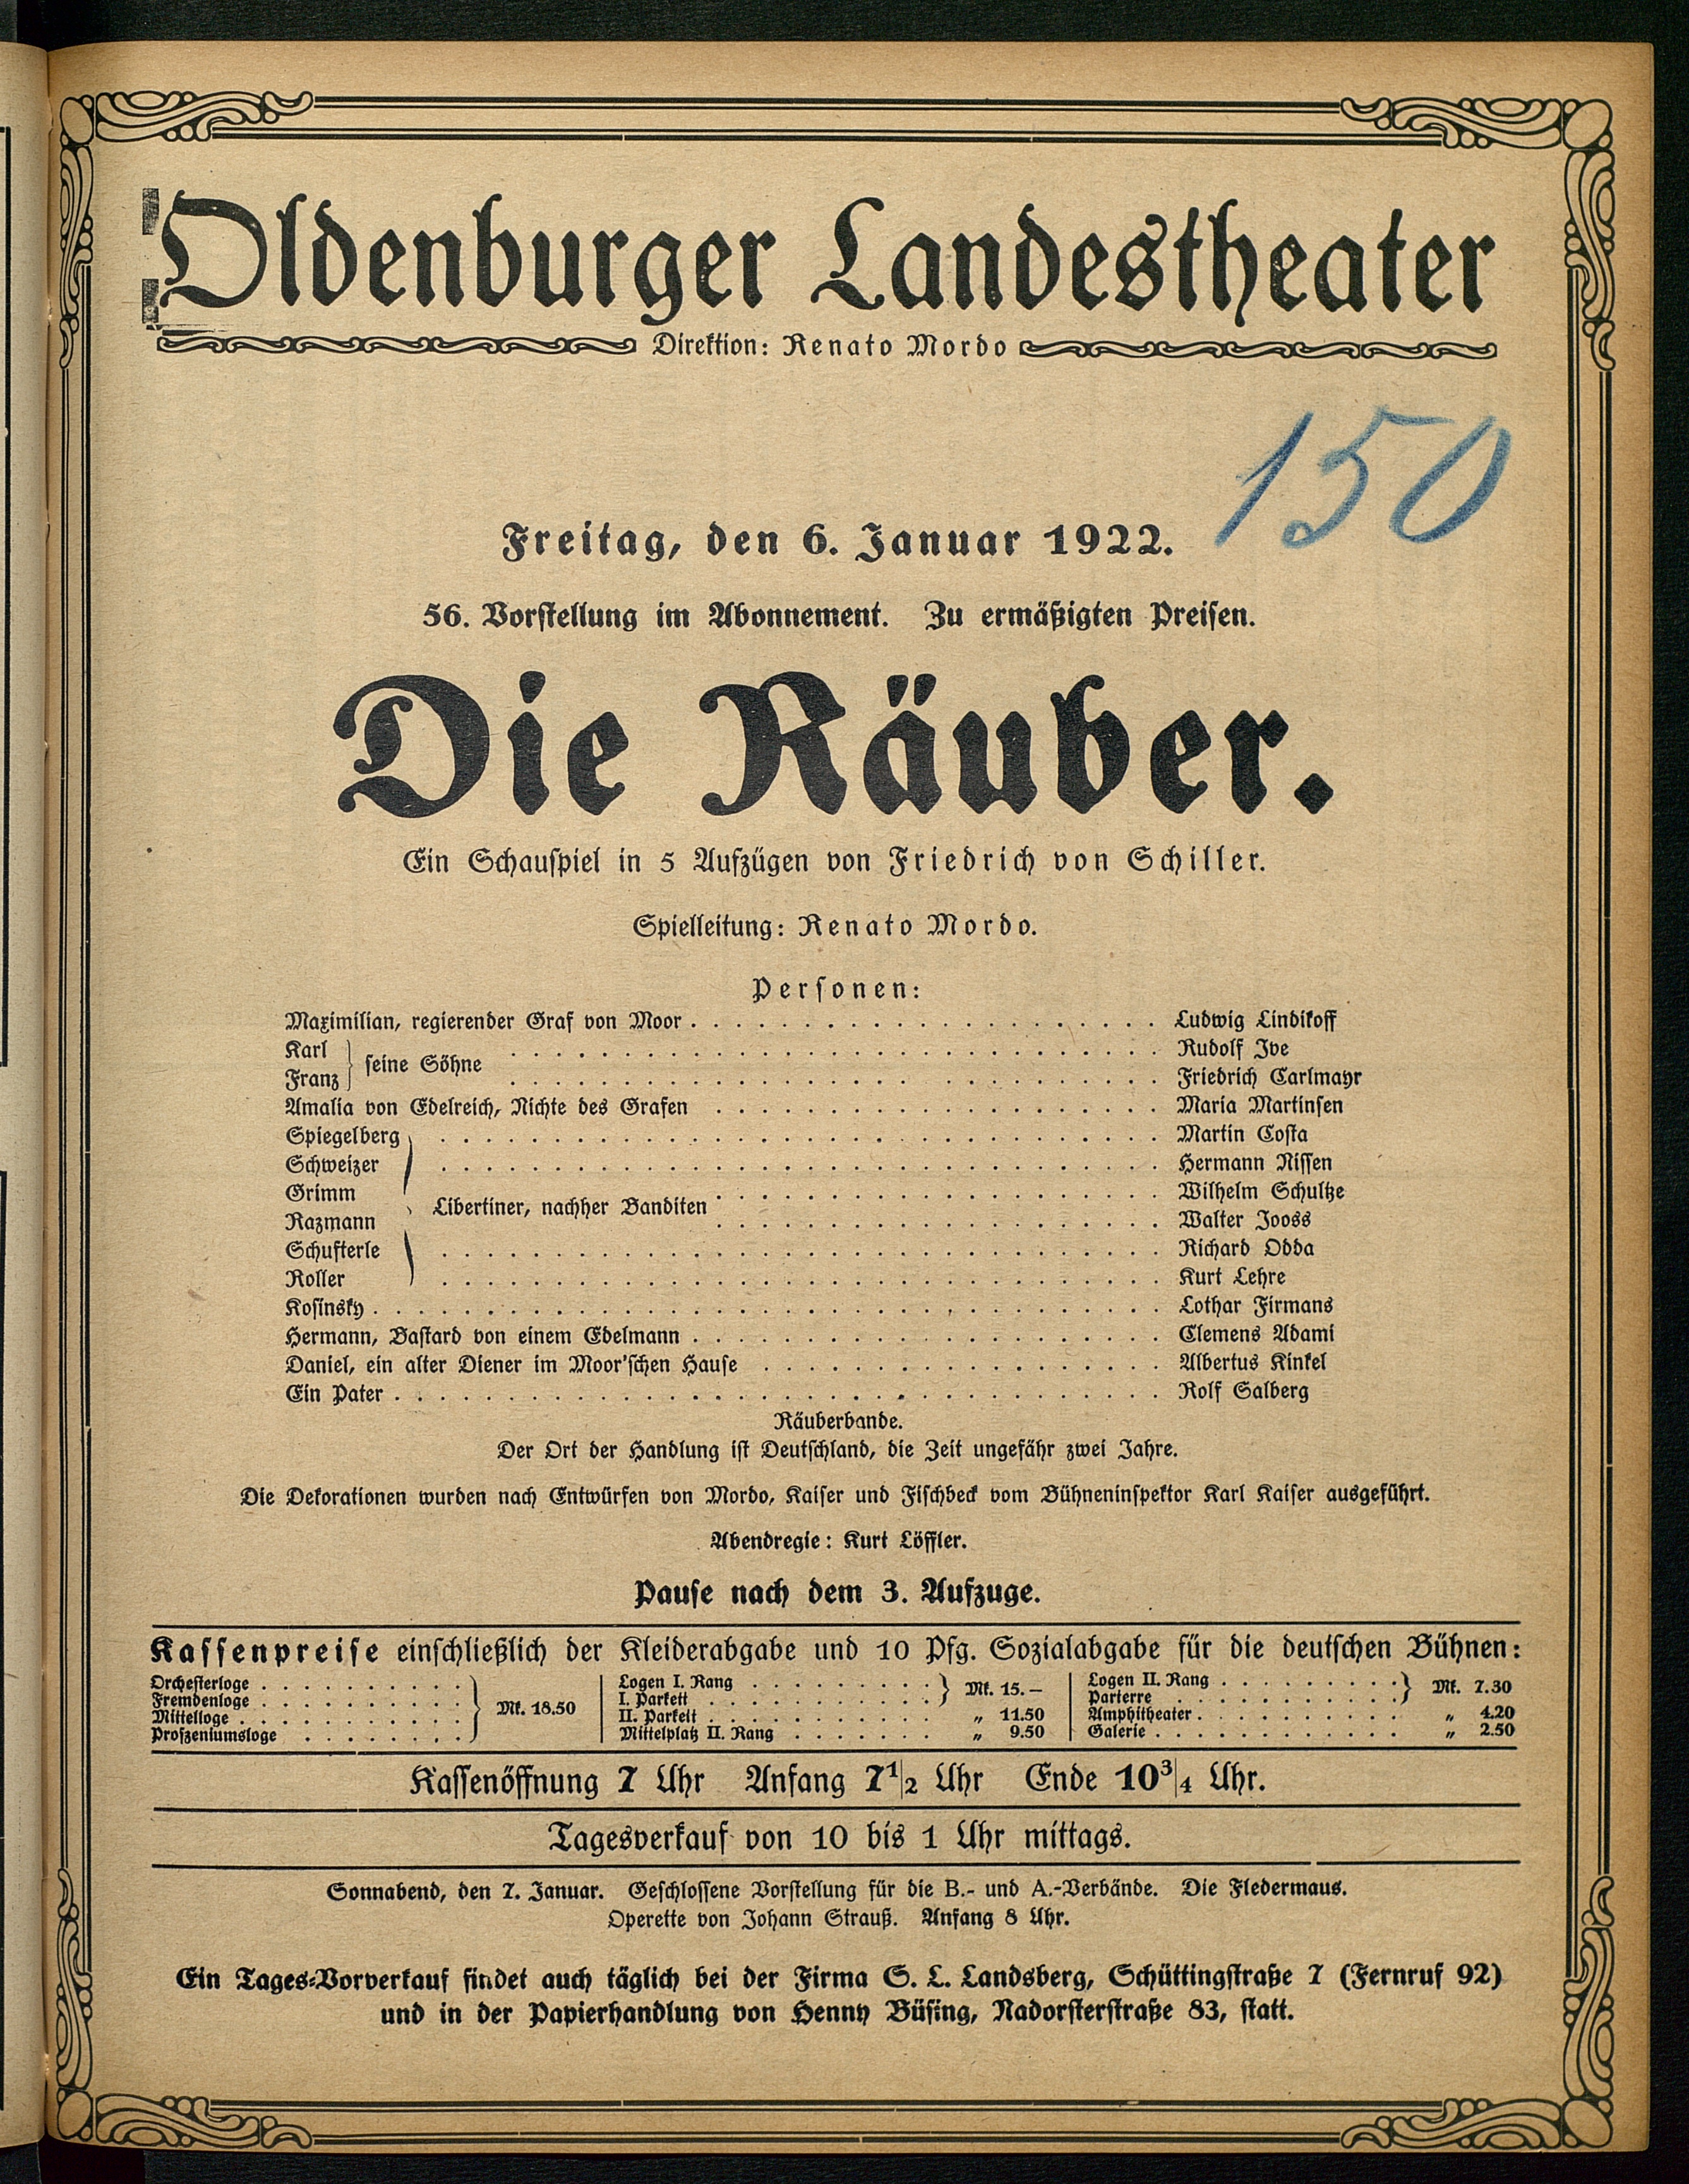 Oldenburger Landestheater
Direktion: Renato Mordo
150
Freitag, den 6. Januar 1922.
56. Vorstellung im Abonnement. Zu ermäßigten Preisen.
Die Räuber.
Ein Schauspiel in 5 Aufzügen von Friedrich von Schiller.
Spielleitung: Renato Mordo.
Personen:
Maximilian, regierender Graf von Moor . . . . . Ludwig Lindikoff
Karl } seine Söhne . . . . . Rudolf Ive
Franz } . . . . . Friedrich Carlmayr
Amalia von Edelreich, Nichte des Grafen . . . . . Maria Martinsen
Spiegelberg . . . . . Martin Costa
Schweizer . . . . . Hermann Nissen
Grimm . . . . . Wilhelm Schultze
Libertiner, nachher Banditen
Razmann . . . . . Walter Jooss
Schufterle . . . . . Richard Odda
Roller . . . . . Kurt Lehre
Kosinsky . . . . . Lothar Firmans
Hermann, Bastard von einem Edelmann . . . . . Clemens Adami
Daniel, ein alter Diener im Moor'schen Hause . . . . . Albertus Kinkel
Ein Pater . . . . . Rolf Salberg
Räuberbande.
Der Ort der Handlung ist Deutschland, die Zeit ungefähr zwei Jahre.
Die Dekorationen wurden nach Entwürfen von Mordo, Kaiser und Fischbeck vom Bühneninspektor Karl Kaiser ausgeführt.
Abendregie: Kurt Löffler.
Pause nach dem 3. Aufzuge.
Kassenpreise einschließlich der Kleiderabgabe und 10 Pfg. Sozialabgabe für die deutschen Bühnen:
Orchesterloge
Fremdenloge
Mittelloge
Proszeniumsloge
Mk. 18.50
Logen I. Rang
I. Parkett
Mk. 15.—
II. Parkett . . . . . „ 11.50
Mittelplatz II. Rang . . . . . „ 9.50
Logen II. Rang
Parterre
Mk. 7.30
Amphitheater . . . . . „ 4.20
Galerie . . . . . „ 2.50
Kassenöffnung 7 Uhr Anfang 7 1/2 Uhr Ende 10 3/4 Uhr.
Tagesverkauf von 10 bis 1 Uhr mittags.
Sonnabend, den 7. Januar. Geschlossene Vorstellung für die B.- und A.-Verbände. Die Fledermaus.
Operette von Johann Strauß. Anfang 8 Uhr.
Ein Tages-Vorverkauf findet auch täglich bei der Firma S. L. Landsberg, Schüttingstraße 7 (Fernruf 92)
und in der Papierhandlung von Henny Büsing, Nadorsterstraße 83, statt.